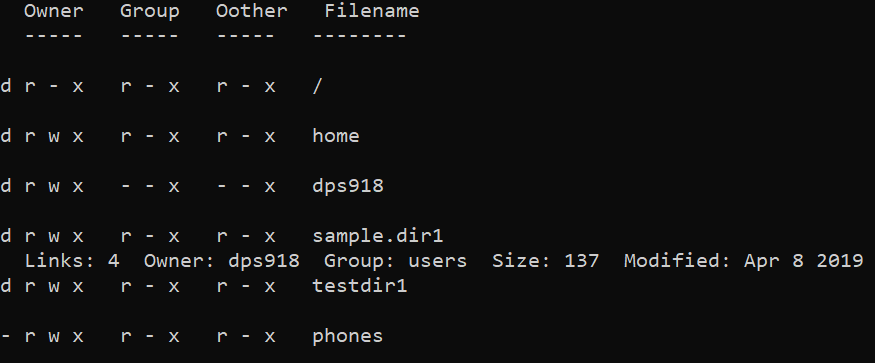 Owner   Group   Oother   Filename
-----   -----   -----   --------
d r - x   r - x   r - x   /
d r w x   r - x   r - x   home
d r w x   - - x   - - x   dps918
d r w x   r - x   r - x   sample.dir1
Links: 4  Owner: dps918  Group: users  Size: 137  Modified: Apr 8 2019
d r w x   r - x   r - x   testdir1
- r w x   r - x   r - x   phones